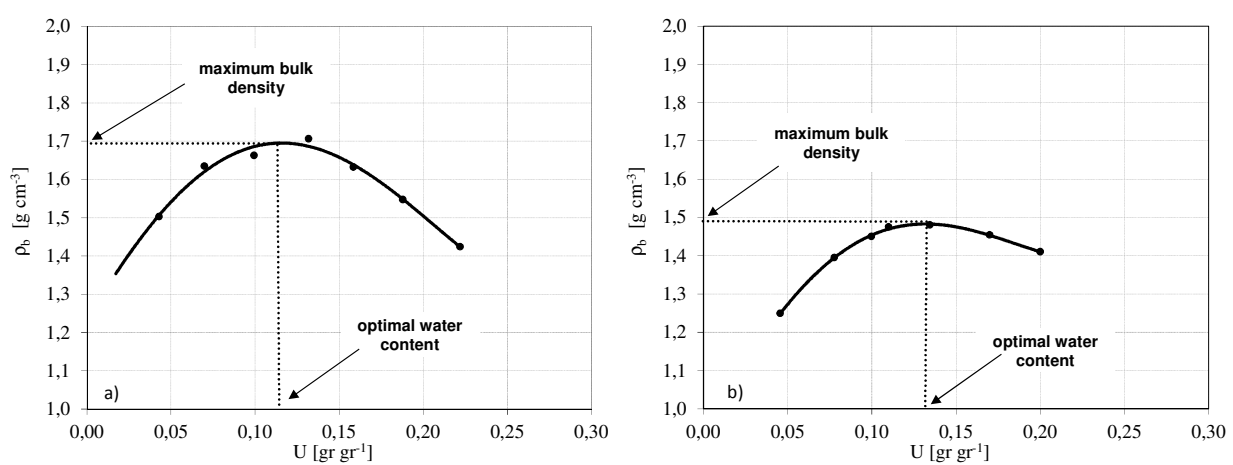 2,0
1,9
1,8
1,7
1,6
1,5
1,4
1,3
1,2
1,1
1,0
ρb [g cm-3]
maximum bulk
density
optimal water
content
a)
0,00 0,05 0,10 0,15 0,20 0,25 0,30
U [gr gr-1]
2,0
1,9
1,8
1,7
1,6
1,5
1,4
1,3
1,2
1,1
1,0
ρb [g cm-3]
maximum bulk
density
optimal water
content
b)
0,00 0,05 0,10 0,15 0,20 0,25 0,30
U [gr gr-1]